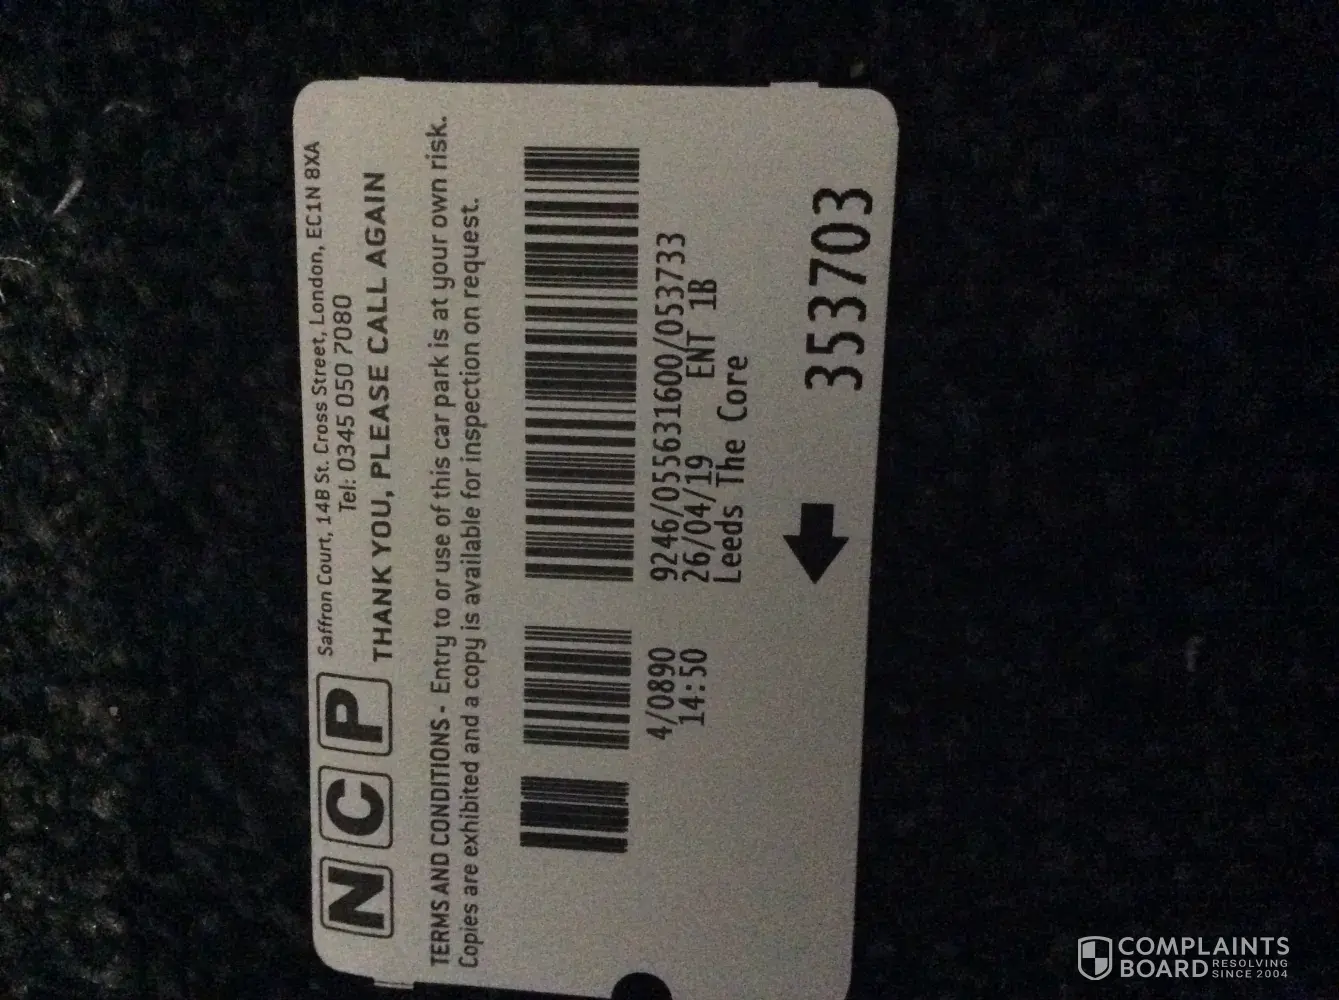 NCP
Saffron Court, 14B St. Cross Street, London, EC1N 8XA
Tel: 0345 050 7080
THANK YOU, PLEASE CALL AGAIN
TERMS AND CONDITIONS - Entry to or use of this car park is at your own risk.
Copies are exhibited and a copy is available for inspection on request.
4/0890 9246/055631600/053733
14:50 26/04/19 ENT 1B
Leeds The Core
353703
COMPLAINTS
BOARD RESOLVING
SINCE 2004